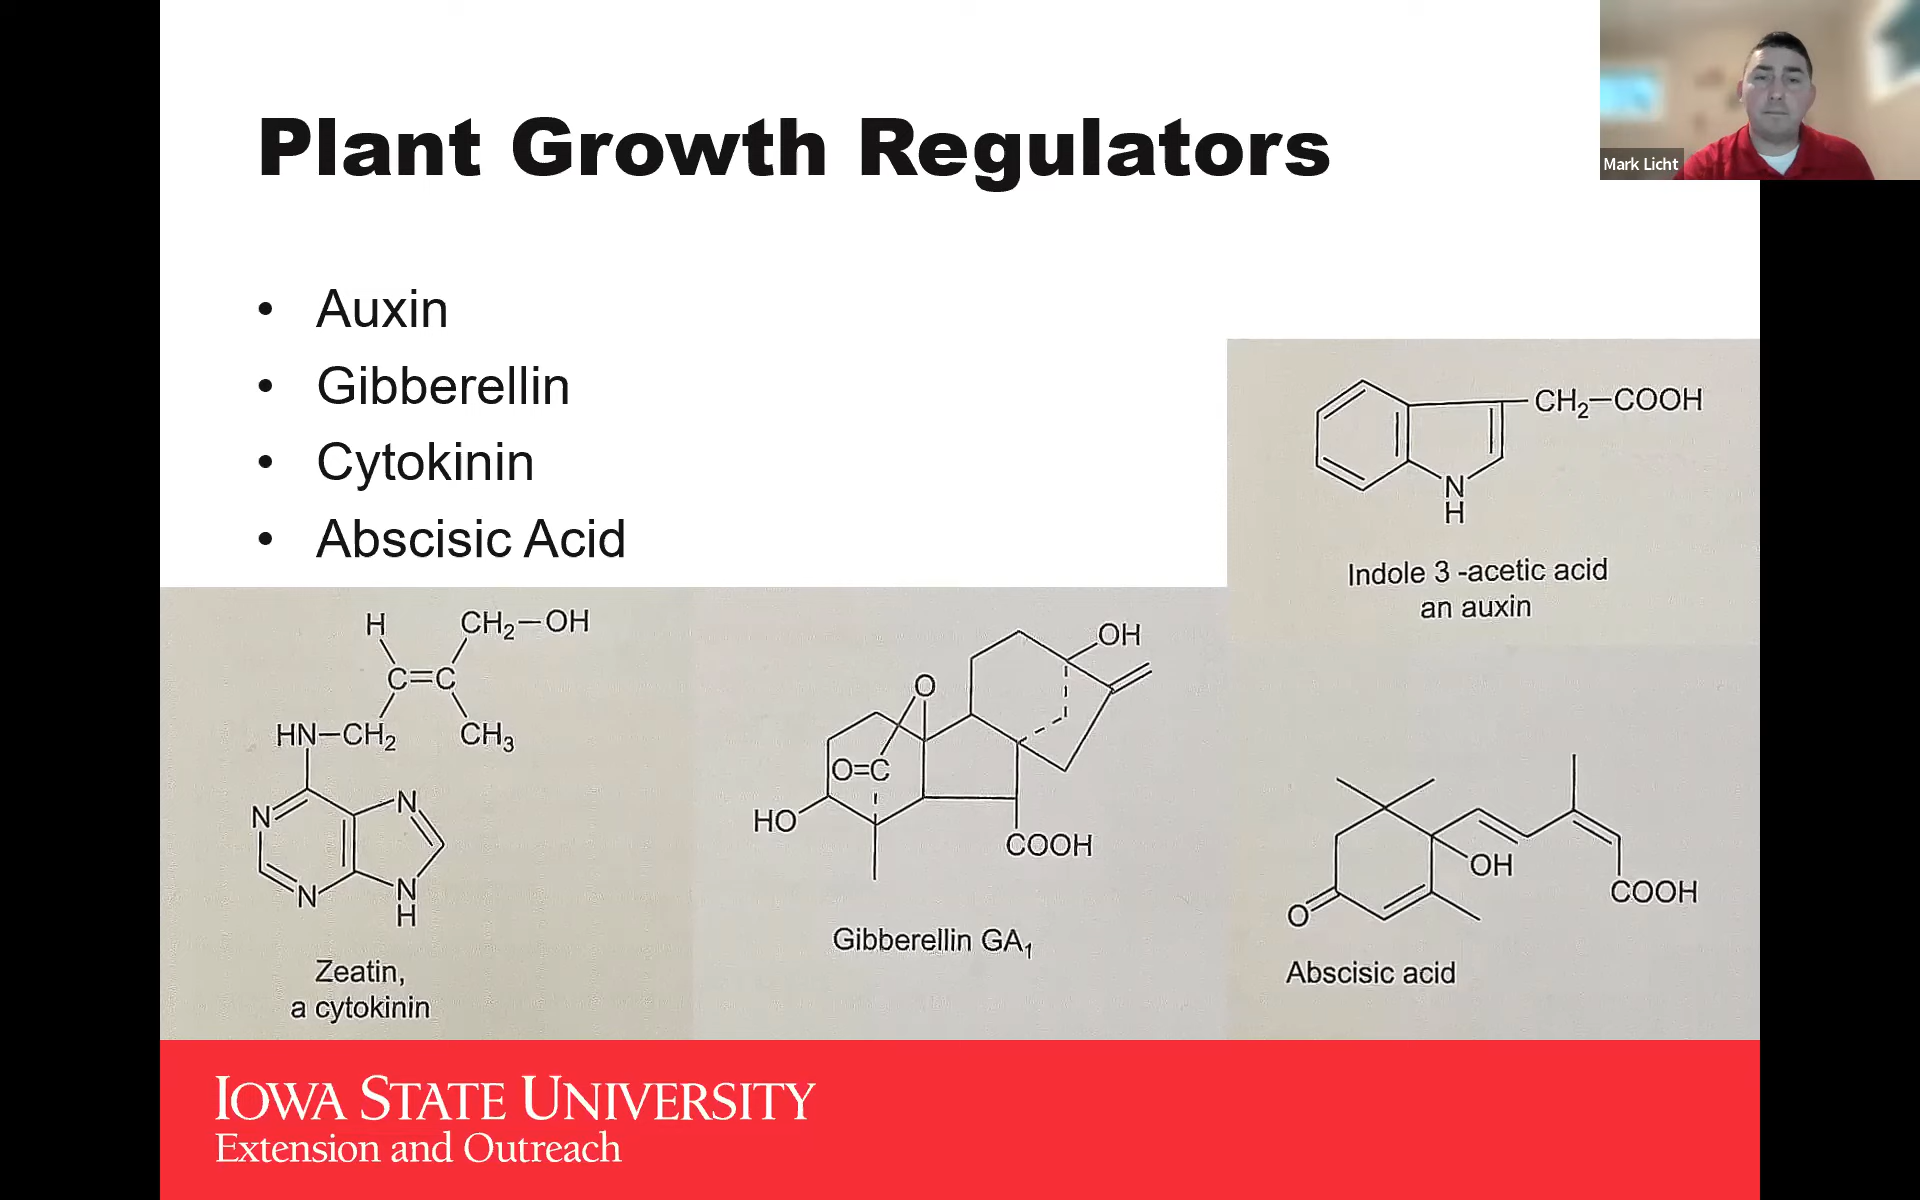 Plant Growth Regulators
Mark Licht
• Auxin
• Gibberellin
• Cytokinin
• Abscisic Acid
CH₂–COOH
N
H
Indole 3 -acetic acid
an auxin
H
CH₂–OH
C=C
HN–CH₂
CH₃
N
N
N
N
H
Zeatin,
a cytokinin
OH
O
O=C
HO
COOH
Gibberellin GA₁
OH
COOH
O
Abscisic acid
IOWA STATE UNIVERSITY
Extension and Outreach